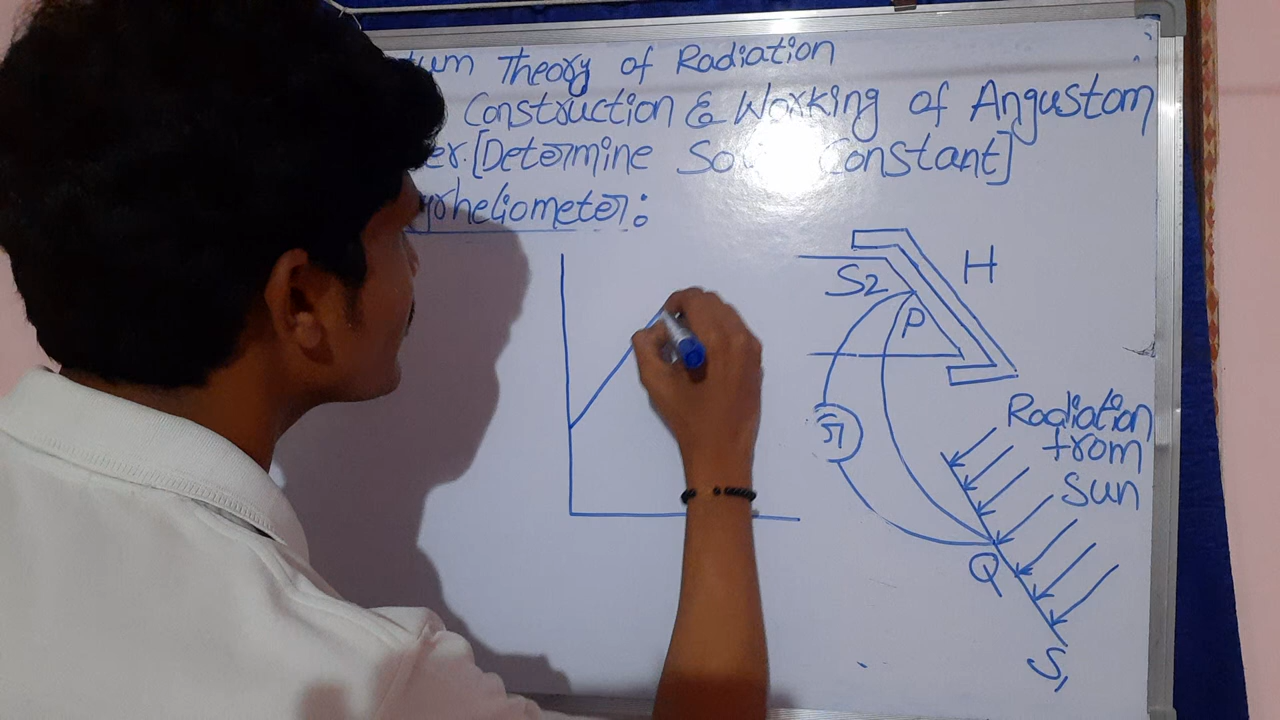 Theory of Radiation
Construction & Working of Angustom
[Determine Constant]
S2
H
P
Radiation
from
Sun
Q
S1